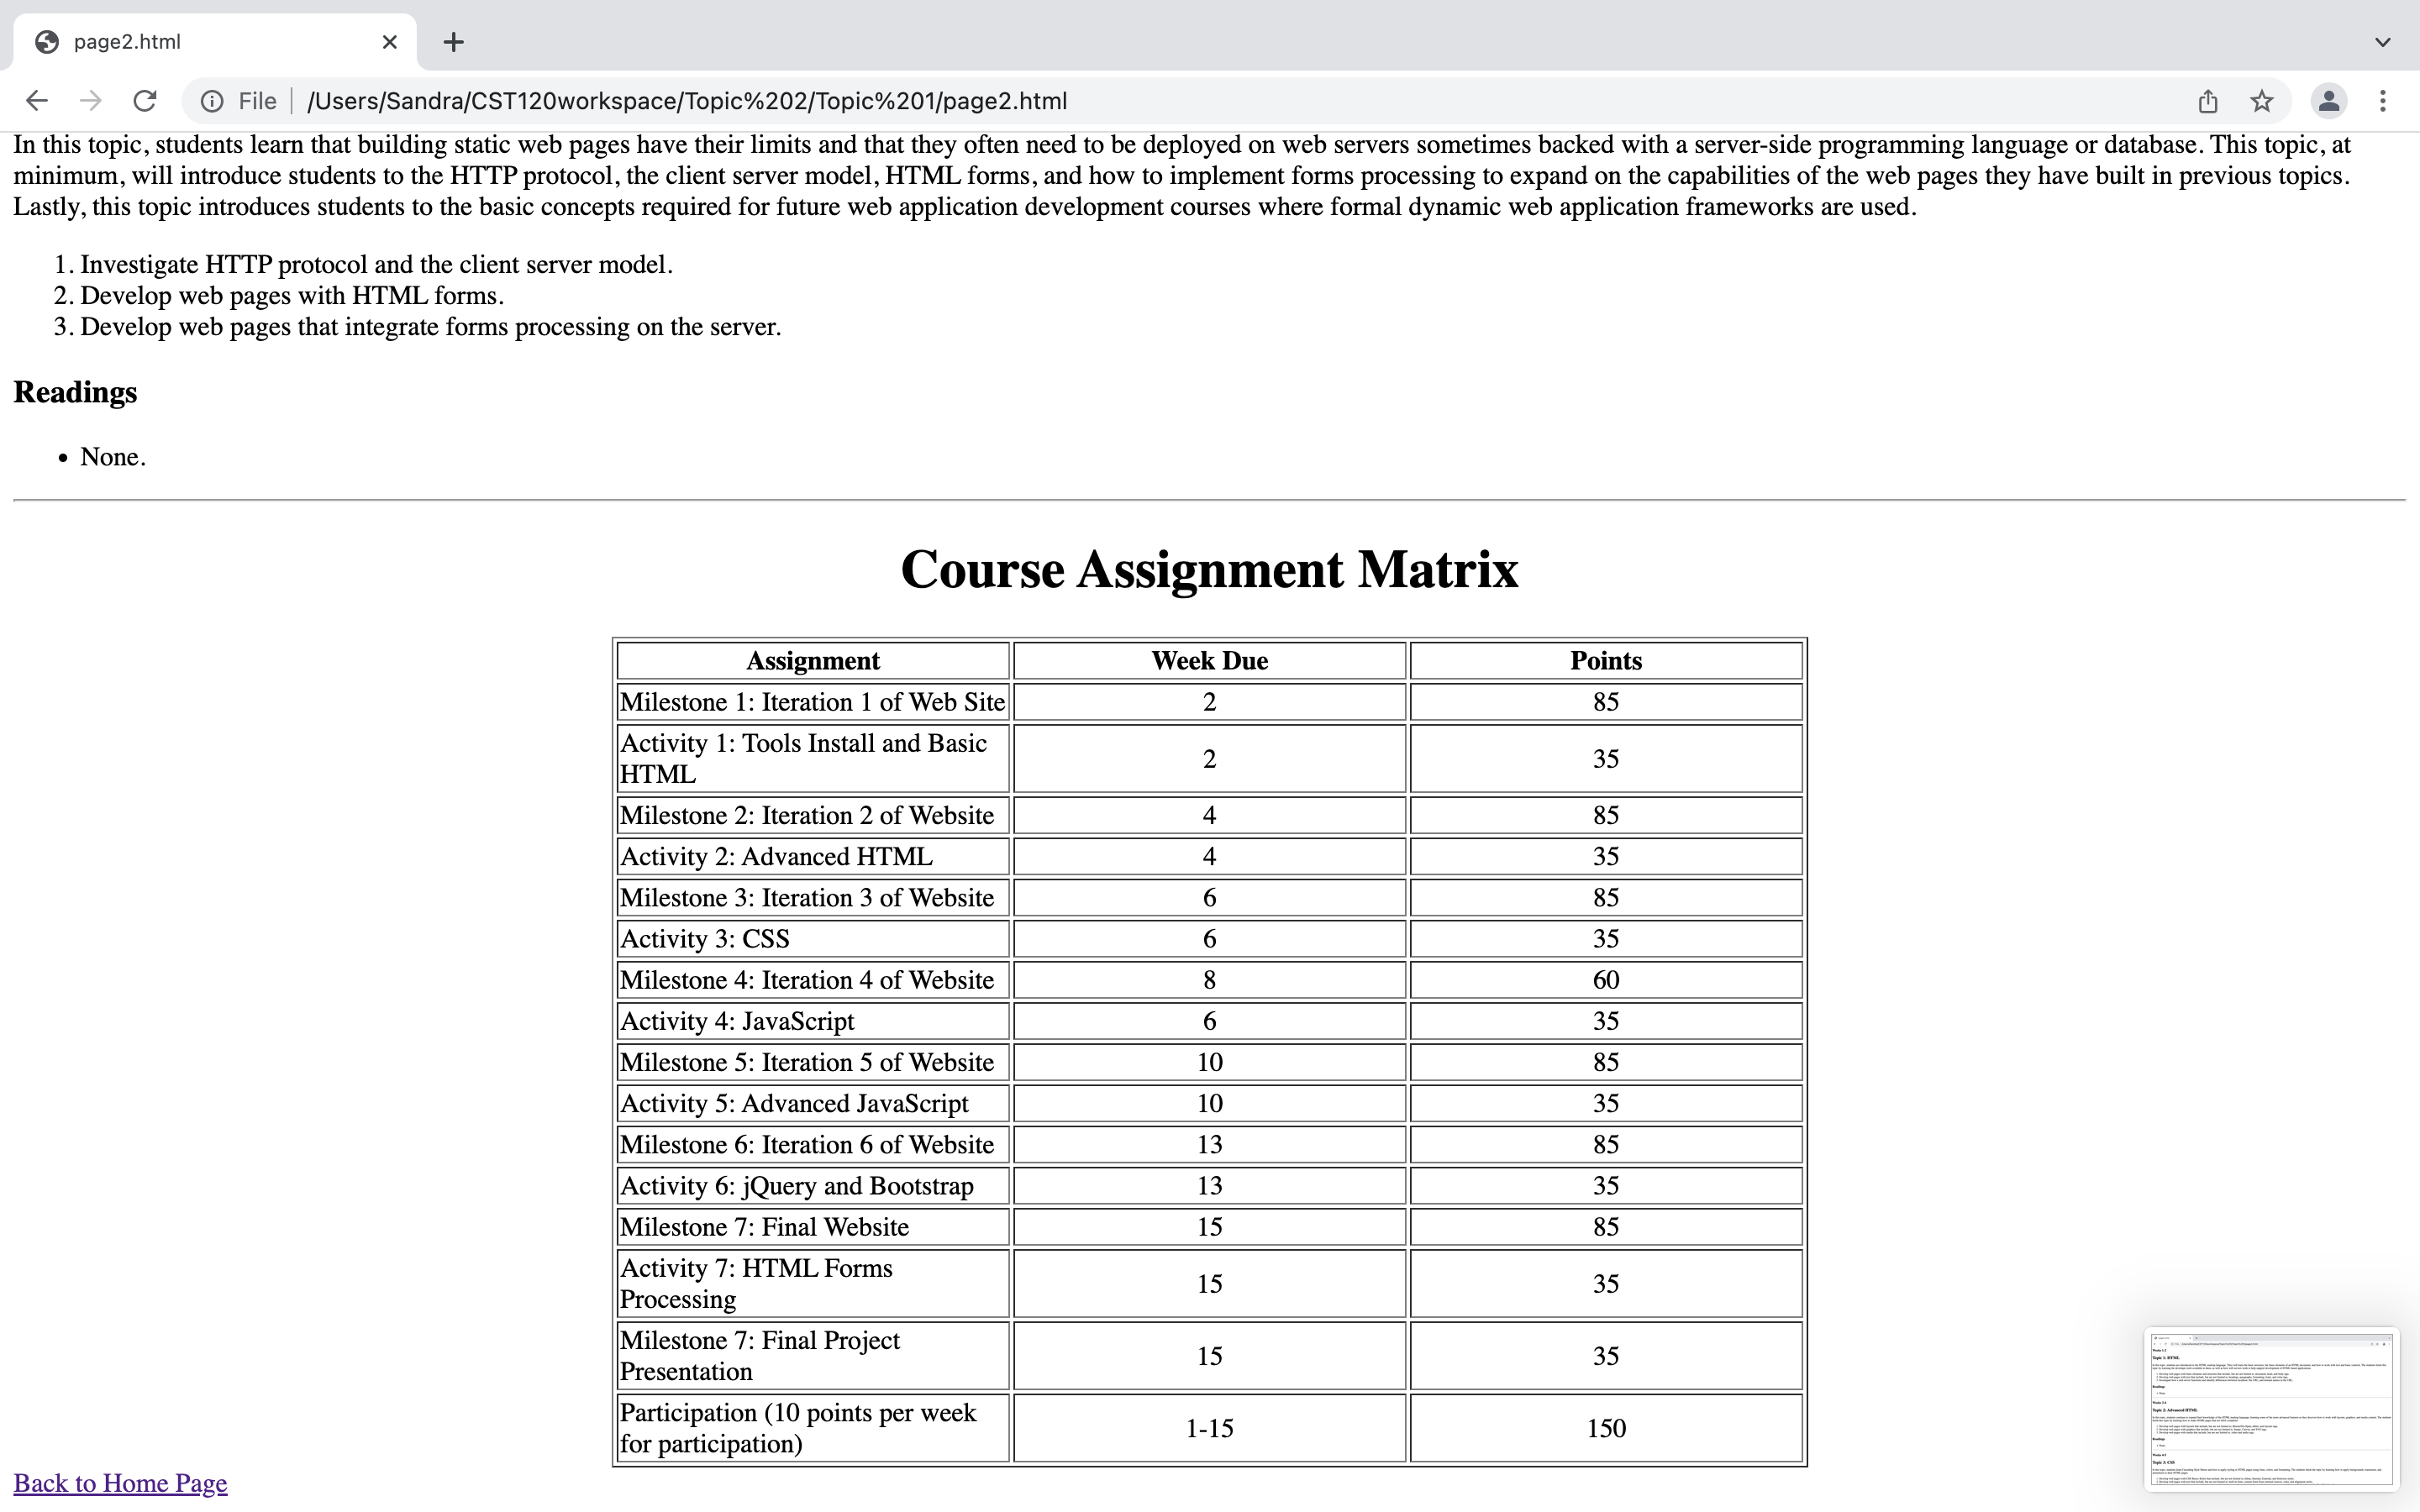 page2.html
File /Users/Sandra/CST120workspace/Topic%202/Topic%201/page2.html
In this topic, students learn that building static web pages have their limits and that they often need to be deployed on web servers sometimes backed with a server-side programming language or database. This topic, at
minimum, will introduce students to the HTTP protocol, the client server model, HTML forms, and how to implement forms processing to expand on the capabilities of the web pages they have built in previous topics.
Lastly, this topic introduces students to the basic concepts required for future web application development courses where formal dynamic web application frameworks are used.
1. Investigate HTTP protocol and the client server model.
2. Develop web pages with HTML forms.
3. Develop web pages that integrate forms processing on the server.
Readings
• None.
Course Assignment Matrix
Assignment Week Due Points
Milestone 1: Iteration 1 of Web Site 2 85
Activity 1: Tools Install and Basic
HTML 2 35
Milestone 2: Iteration 2 of Website 4 85
Activity 2: Advanced HTML 4 35
Milestone 3: Iteration 3 of Website 6 85
Activity 3: CSS 6 35
Milestone 4: Iteration 4 of Website 8 60
Activity 4: JavaScript 6 35
Milestone 5: Iteration 5 of Website 10 85
Activity 5: Advanced JavaScript 10 35
Milestone 6: Iteration 6 of Website 13 85
Activity 6: jQuery and Bootstrap 13 35
Milestone 7: Final Website 15 85
Activity 7: HTML Forms
Processing 15 35
Milestone 7: Final Project
Presentation 15 35
Participation (10 points per week
for participation) 1-15 150
Back to Home Page
Topic 1: HTML
Topic 2: Advanced HTML
Topic 3: CSS